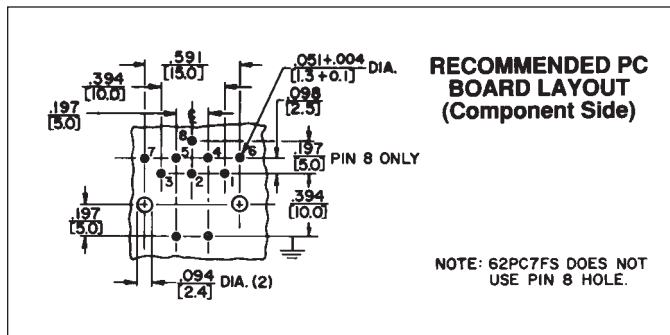 .591
[15.0]
.051+.004 DIA.
[1.3+0.1]
RECOMMENDED PC
BOARD LAYOUT
(Component Side)
.394
[10.0]
.098
[2.5]
.197
[5.0]
℄
8
.197
[5.0] PIN 8 ONLY
7 5 4 6
3 2 1
.394
[10.0]
.197
[5.0]
.094
[2.4] DIA. (2)
NOTE: 62PC7FS DOES NOT
USE PIN 8 HOLE.